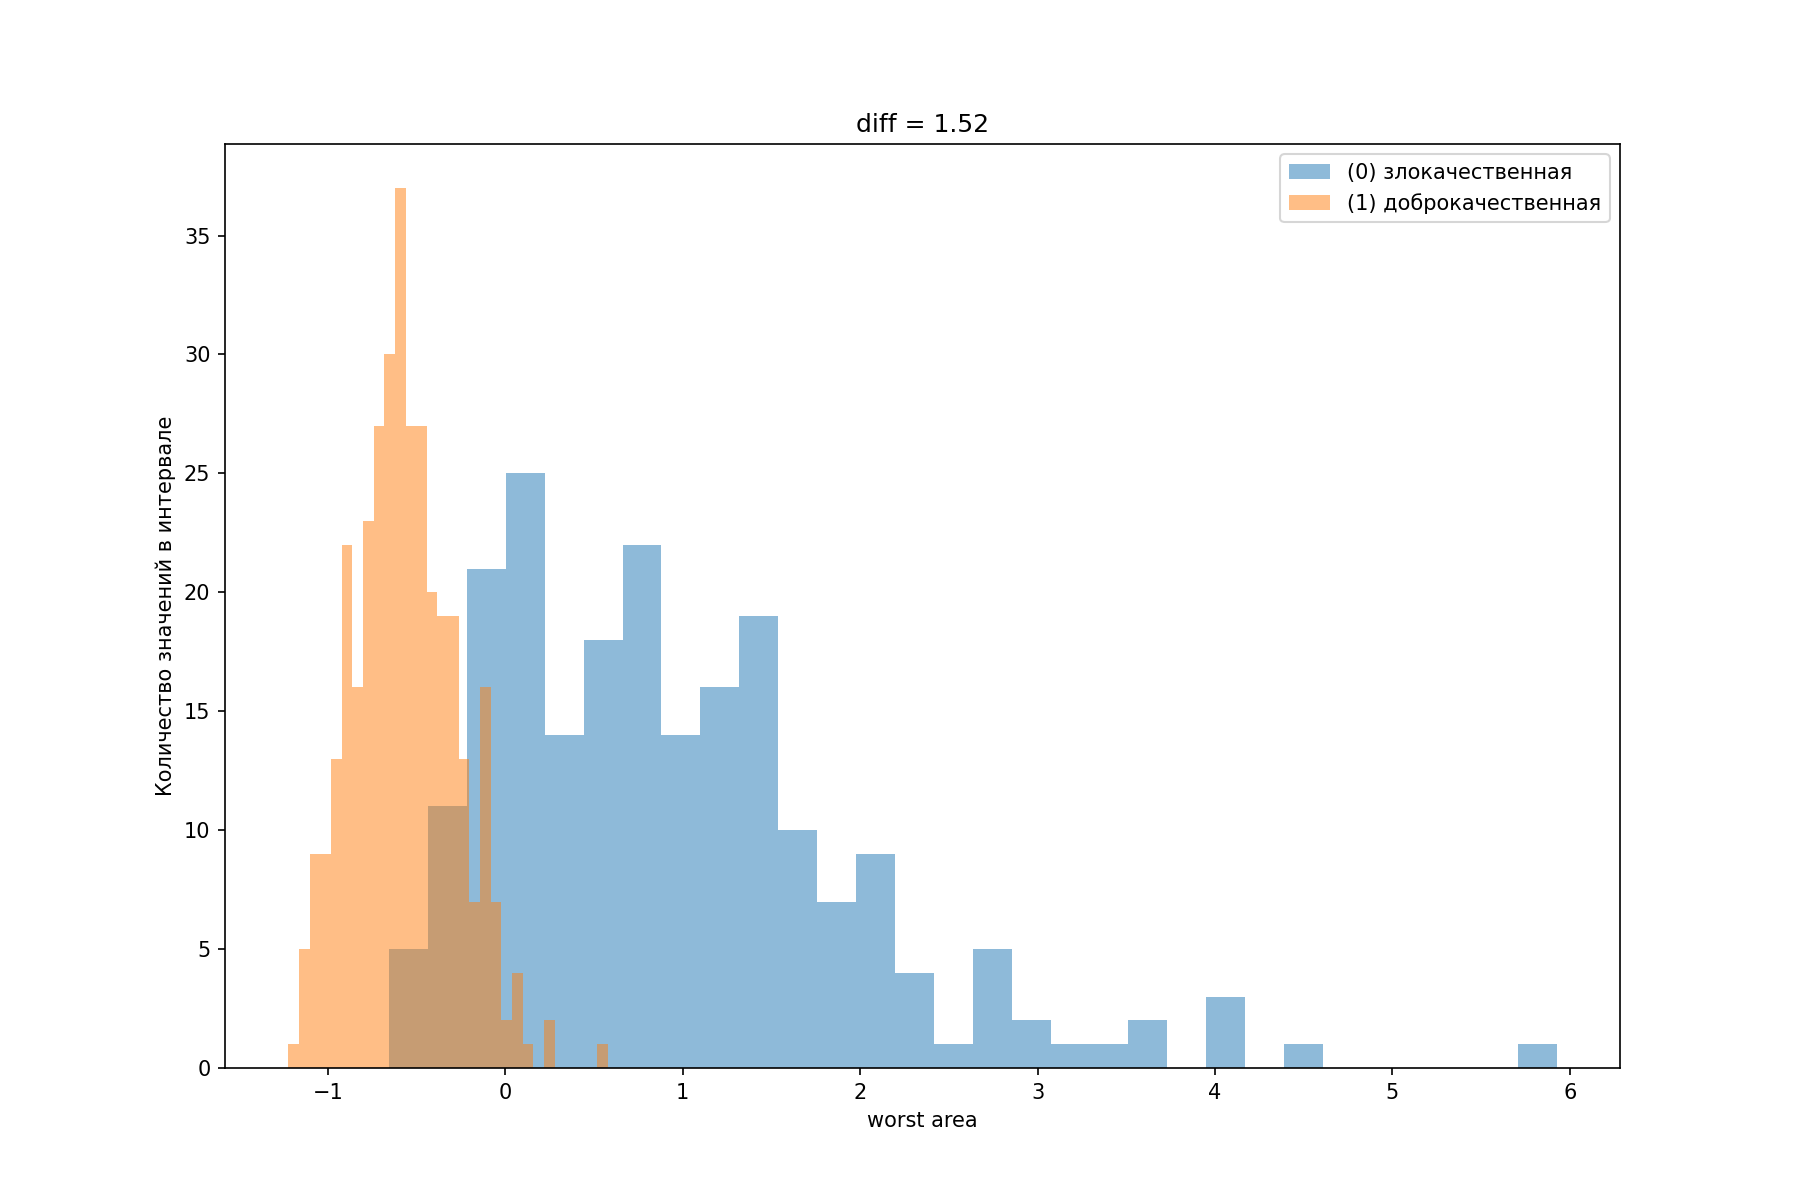 diff = 1.52
(0) злокачественная
(1) доброкачественная
Количество значений в интервале
35
30
25
20
15
10
5
0
−1 0 1 2 3 4 5 6
worst area